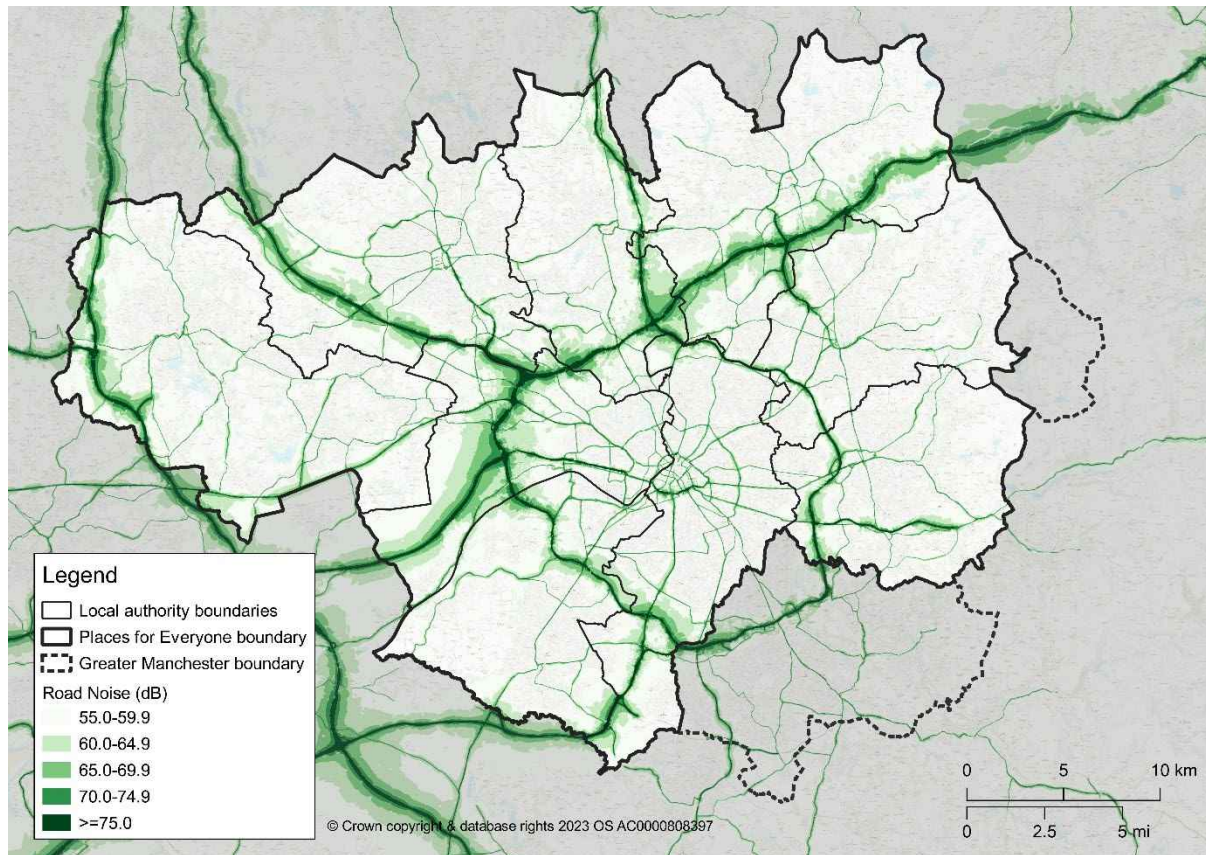 Legend
Local authority boundaries
Places for Everyone boundary
Greater Manchester boundary
Road Noise (dB)
55.0-59.9
60.0-64.9
65.0-69.9
70.0-74.9
>=75.0
© Crown copyright & database rights 2023 OS AC0000808397
0 5 10 km
0 2.5 5 mi